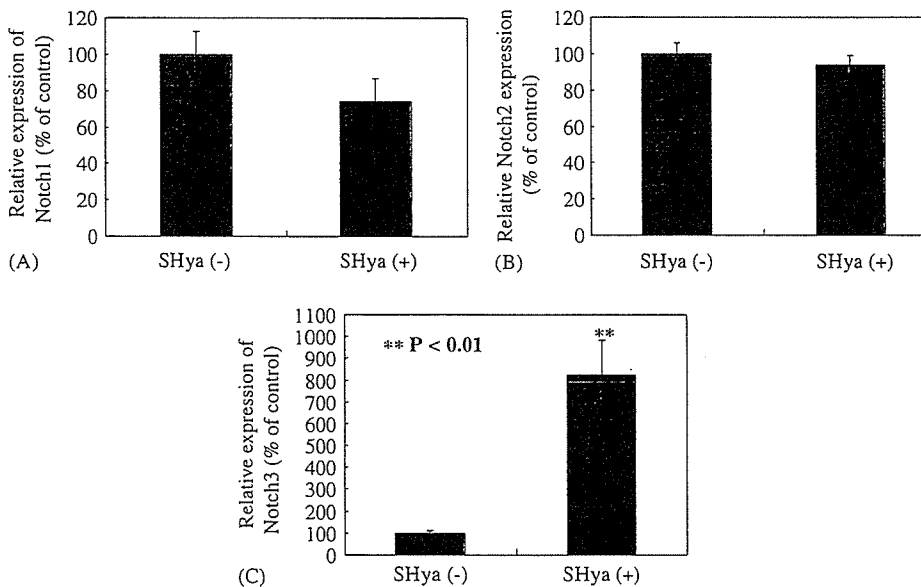 Relative expression of
Notch1 (% of control)
120
100
80
60
40
20
0
SHya (-)
SHya (+)
(A)
Relative Notch2 expression
(% of control)
120
100
80
60
40
20
0
SHya (-)
SHya (+)
(B)
Relative expression of
Notch3 (% of control)
1100
1000
900
800
700
600
500
400
300
200
100
0
** P < 0.01
**
SHya (-)
SHya (+)
(C)